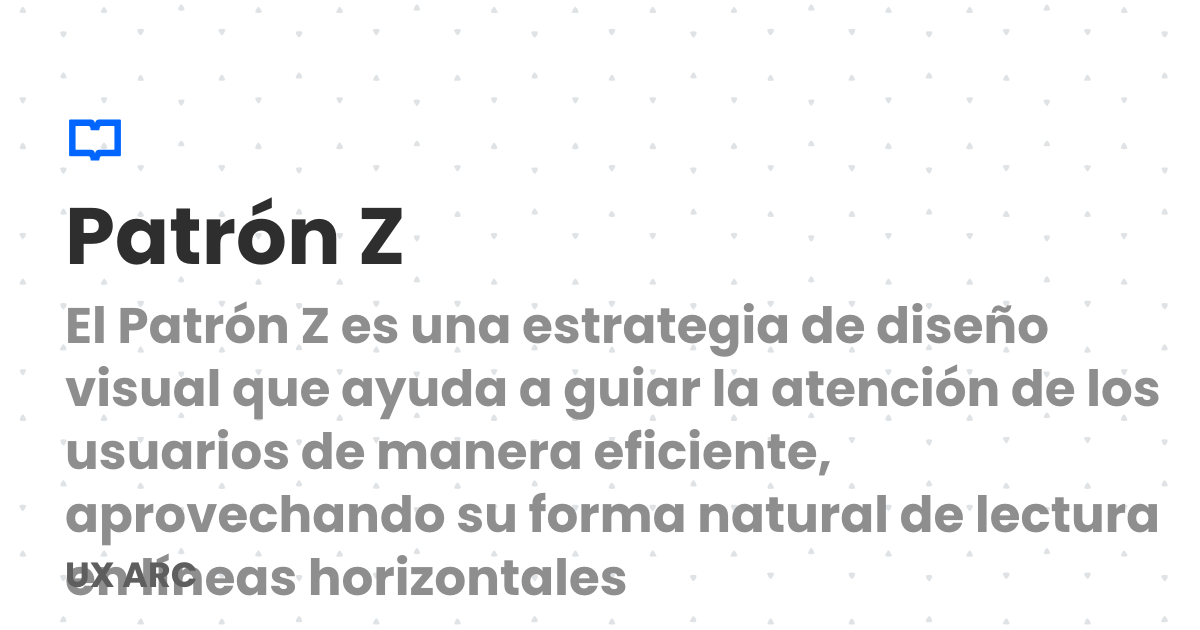 Patrón Z
El Patrón Z es una estrategia de diseño
visual que ayuda a guiar la atención de los
usuarios de manera eficiente,
aprovechando su forma natural de lectura
en líneas horizontales
UX ARC